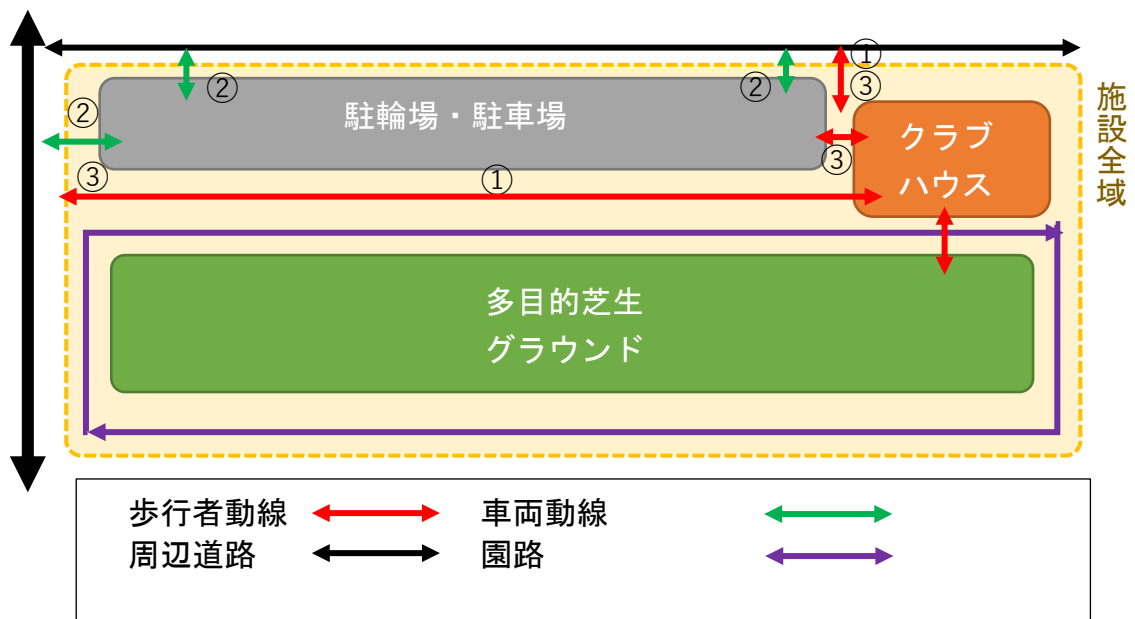 ①
②
②
③
駐輪場・駐車場
クラブ
ハウス
②
③
③
①
施設全域
多目的芝生
グラウンド
歩行者動線
車両動線
周辺道路
園路